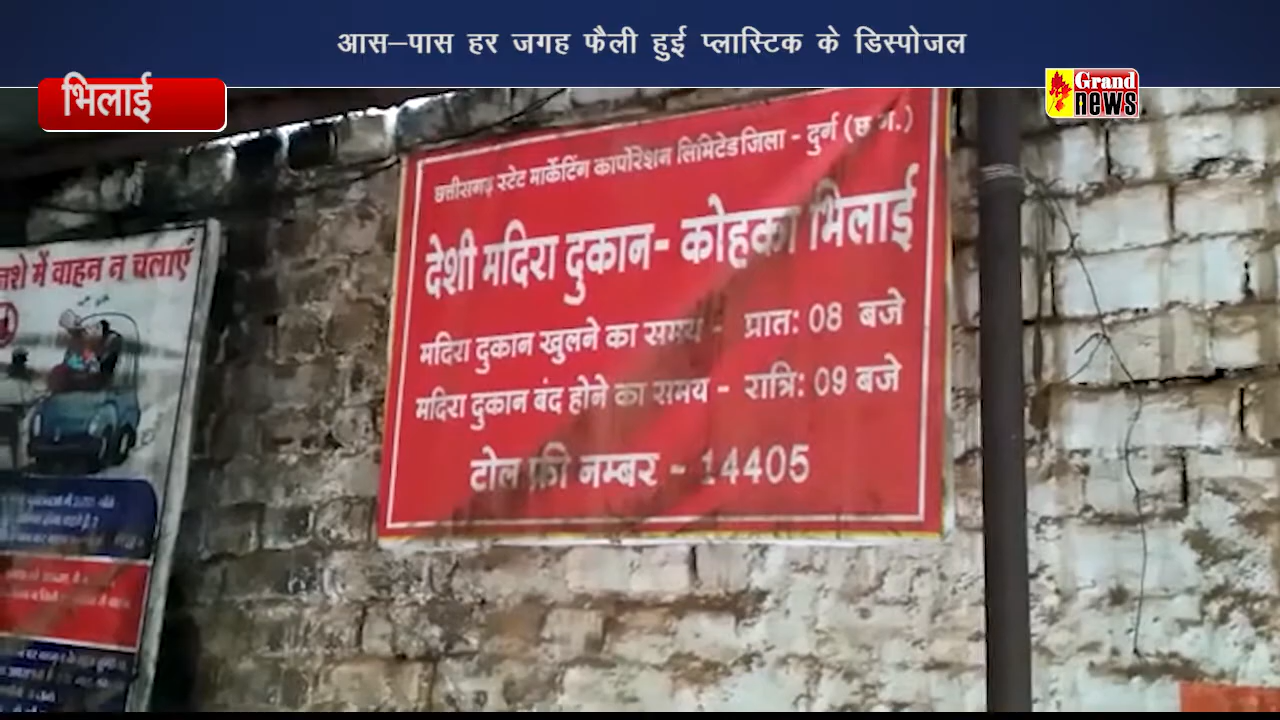 आस-पास हर जगह फैली हुई प्लास्टिक के डिस्पोजल
भिलाई
Grand
news
छत्तीसगढ़ स्टेट मार्केटिंग कार्पोरेशन लिमिटेड जिला - दुर्ग (छ.ग.)
देशी मदिरा दुकान- कोहका भिलाई
मदिरा दुकान खुलने का समय - प्रात: 08 बजे
मदिरा दुकान बंद होने का समय - रात्रि: 09 बजे
टोल फ्री नम्बर - 14405
नशे में वाहन न चलाएं